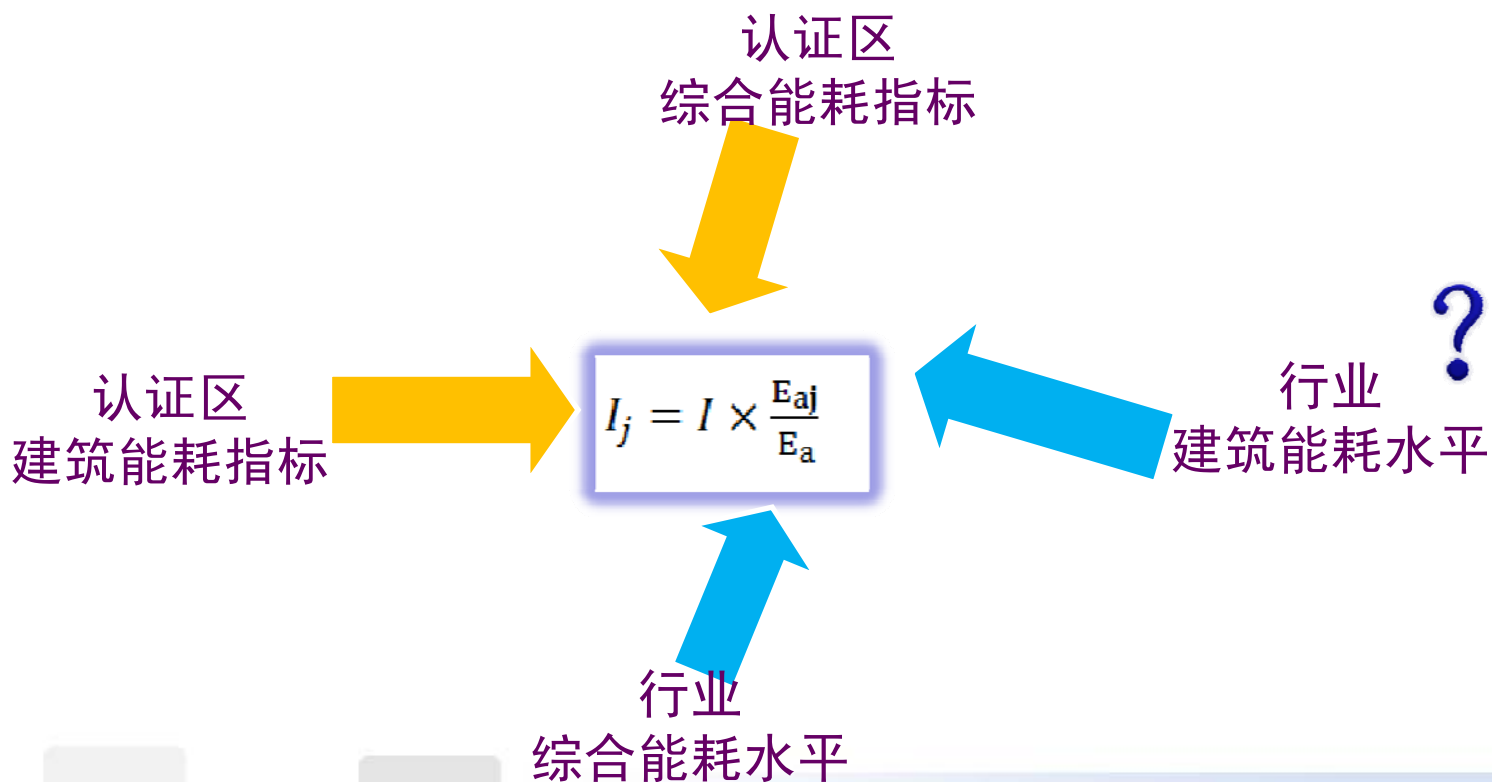 认证区
综合能耗指标
?
认证区
建筑能耗指标
I_j = I × E_aj / E_a
行业
建筑能耗水平
行业
综合能耗水平